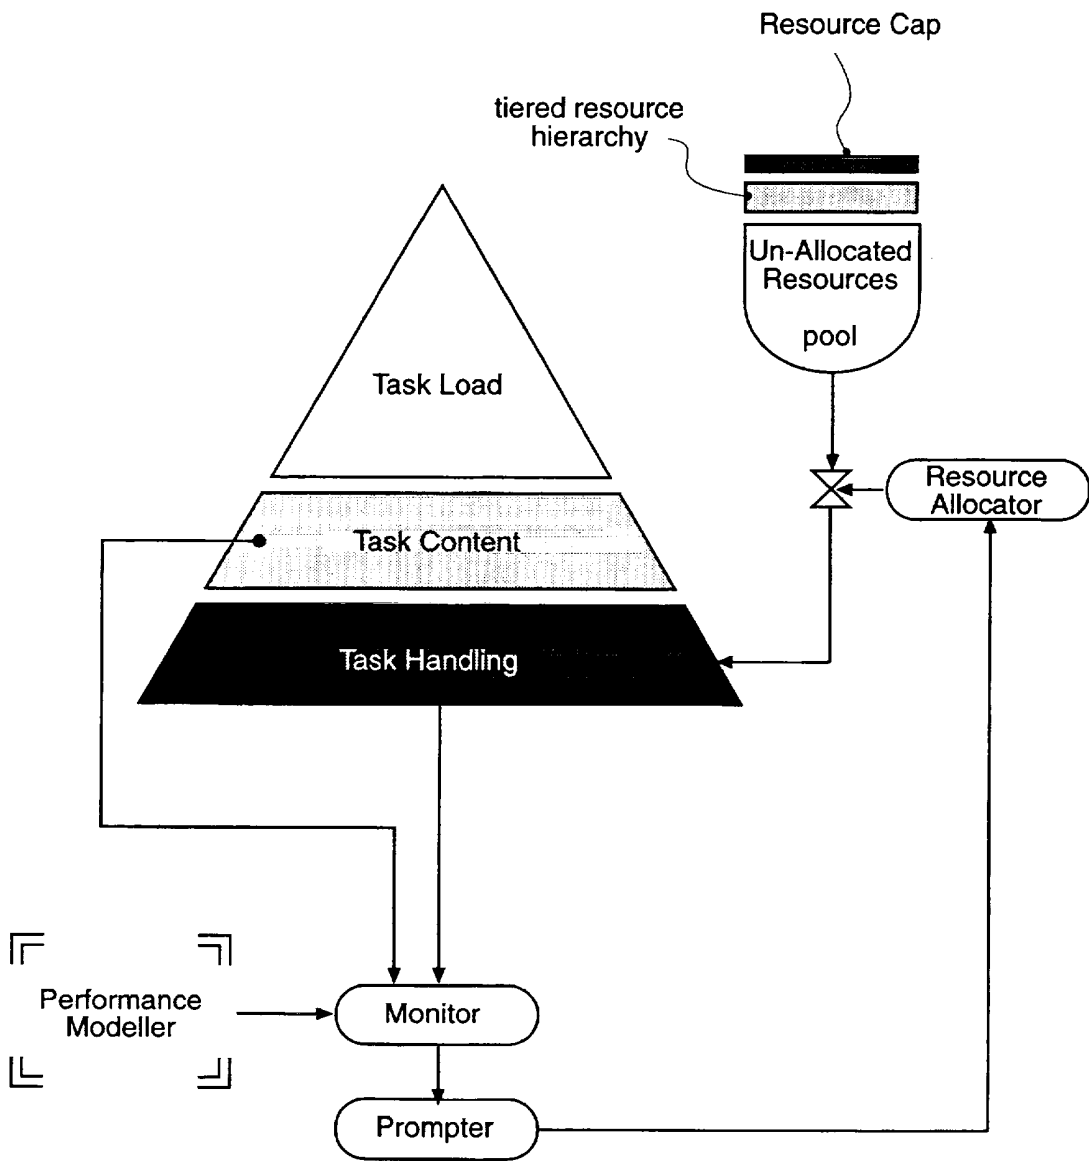 Resource Cap
tiered resource
hierarchy
Un-Allocated
Resources
pool
Task Load
Resource
Allocator
Task Content
Task Handling
Performance
Modeller
Monitor
Prompter